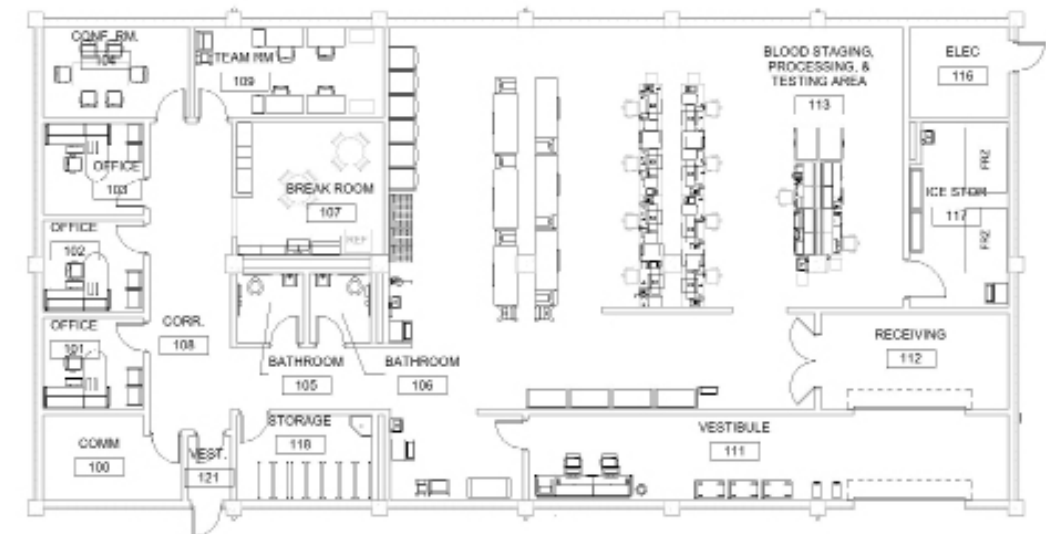 CONF. RM.
104
TEAM RM
109
BLOOD STAGING,
PROCESSING, &
TESTING AREA
113
ELEC
116
OFFICE
103
BREAK ROOM
107
REF
FRZ
ICE STOR
117
FRZ
OFFICE
102
OFFICE
101
CORR.
108
BATHROOM
105
BATHROOM
106
RECEIVING
112
COMM
100
VEST.
121
STORAGE
118
VESTIBULE
111